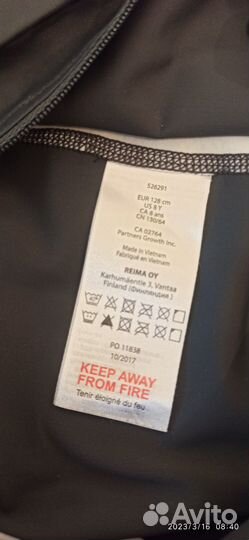 526291
EUR 128 cm
US 8 Y
CA 8 ans
CN 130/64
CA 02764
Partners Growth Inc.
Made in Vietnam
Fabriqué en Vietnam
REIMA OY
Karhumäentie 3, Vantaa
Finland (Финляндия)
PO 11838
10/2017
KEEP AWAY
FROM FIRE
Tenir éloigné du feu
Avito
2023/3/16 08:40